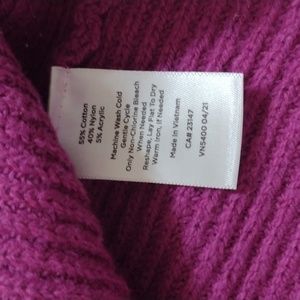 55% Cotton
40% Nylon
5% Acrylic
Machine Wash Cold
Gentle Cycle
Only Non-Chlorine Bleach
When Needed
Reshape, Lay Flat To Dry
Warm Iron, If Needed
Made In Vietnam
CA# 23147
VN5400 04/21